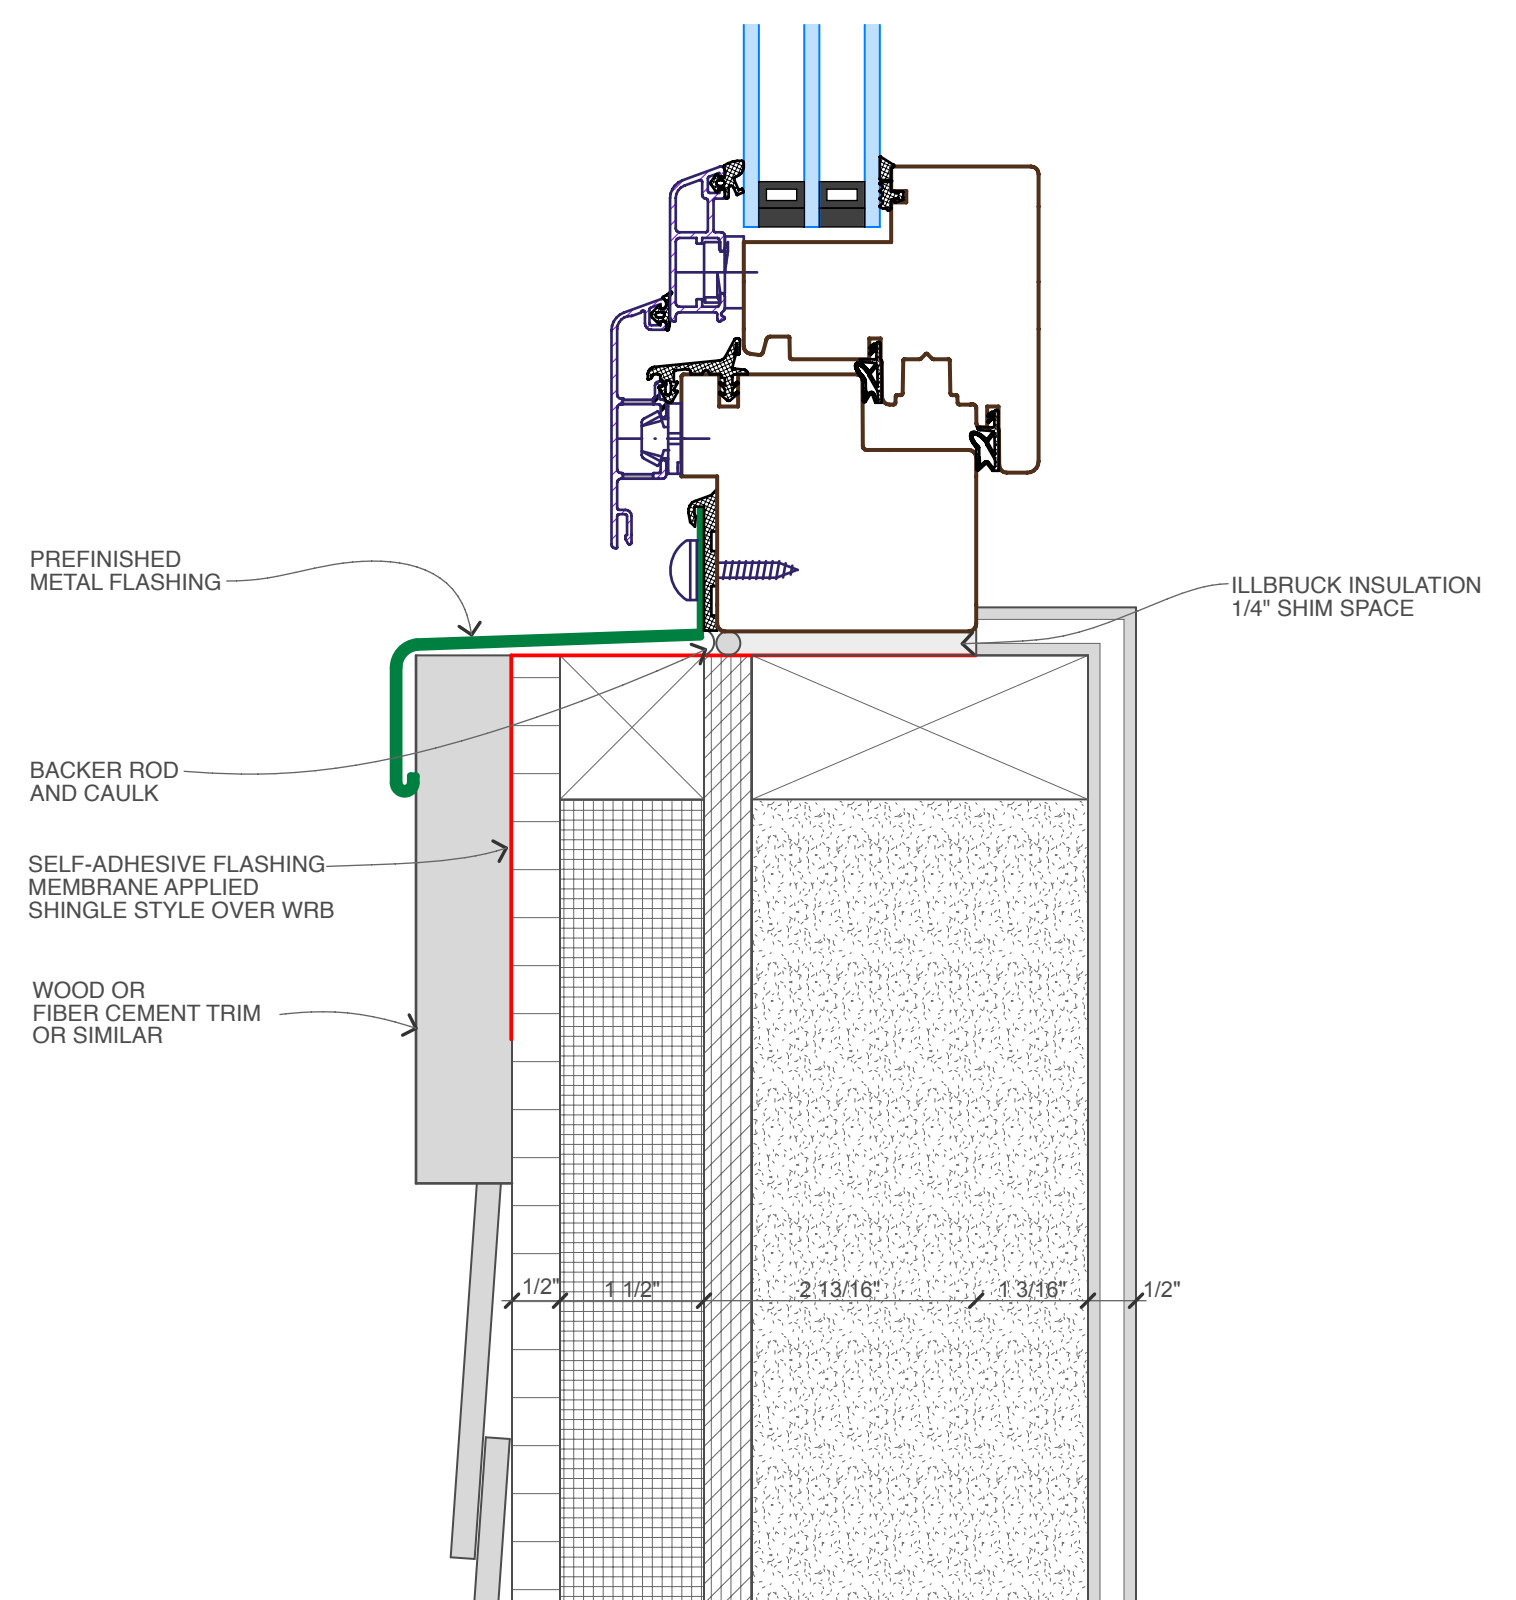 PREFINISHED
METAL FLASHING
ILLBRUCK INSULATION
1/4" SHIM SPACE
BACKER ROD
AND CAULK
SELF-ADHESIVE FLASHING
MEMBRANE APPLIED
SHINGLE STYLE OVER WRB
WOOD OR
FIBER CEMENT TRIM
OR SIMILAR
1/2" 1 1/2" 2 13/16" 1 3/16" 1/2"